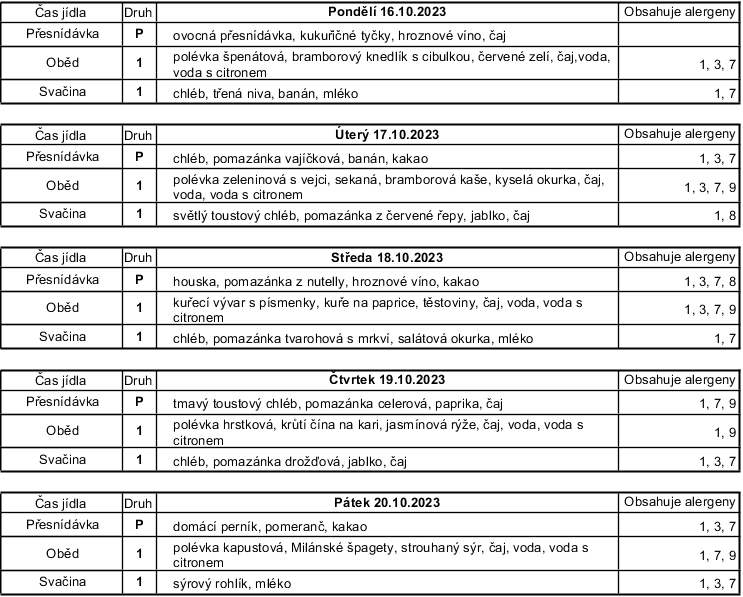 Čas jídla Druh Pondělí 16.10.2023 Obsahuje alergeny
Přesnídávka P ovocná přesnídávka, kukuřičné tyčky, hroznové víno, čaj
Oběd 1 polévka špenátová, bramborový knedlík s cibulkou, červené zelí, čaj,voda,
voda s citronem 1, 3, 7
Svačina 1 chléb, třená niva, banán, mléko 1, 7
Čas jídla Druh Úterý 17.10.2023 Obsahuje alergeny
Přesnídávka P chléb, pomazánka vajíčková, banán, kakao 1, 3, 7
Oběd 1 polévka zeleninová s vejci, sekaná, bramborová kaše, kyselá okurka, čaj,
voda, voda s citronem 1, 3, 7, 9
Svačina 1 světlý toustový chléb, pomazánka z červené řepy, jablko, čaj 1, 8
Čas jídla Druh Středa 18.10.2023 Obsahuje alergeny
Přesnídávka P houska, pomazánka z nutelly, hroznové víno, kakao 1, 3, 7, 8
Oběd 1 kuřecí vývar s písmenky, kuře na paprice, těstoviny, čaj, voda, voda s
citronem 1, 3, 7, 9
Svačina 1 chléb, pomazánka tvarohová s mrkví, salátová okurka, mléko 1, 7
Čas jídla Druh Čtvrtek 19.10.2023 Obsahuje alergeny
Přesnídávka P tmavý toustový chléb, pomazánka celerová, paprika, čaj 1, 7, 9
Oběd 1 polévka hrstková, krůtí čína na kari, jasmínová rýže, čaj, voda, voda s
citronem 1, 9
Svačina 1 chléb, pomazánka drožďová, jablko, čaj 1, 3, 7
Čas jídla Druh Pátek 20.10.2023 Obsahuje alergeny
Přesnídávka P domácí perník, pomeranč, kakao 1, 3, 7
Oběd 1 polévka kapustová, Milánské špagety, strouhaný sýr, čaj, voda, voda s
citronem 1, 7, 9
Svačina 1 sýrový rohlík, mléko 1, 3, 7